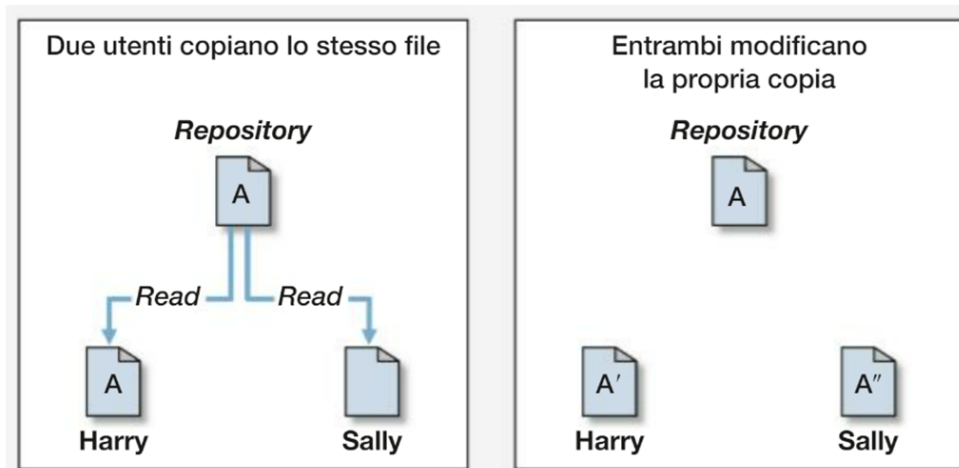 Due utenti copiano lo stesso file
Repository
A
Read
Read
A
Harry
Sally
Entrambi modificano
la propria copia
Repository
A
A′
A″
Harry
Sally